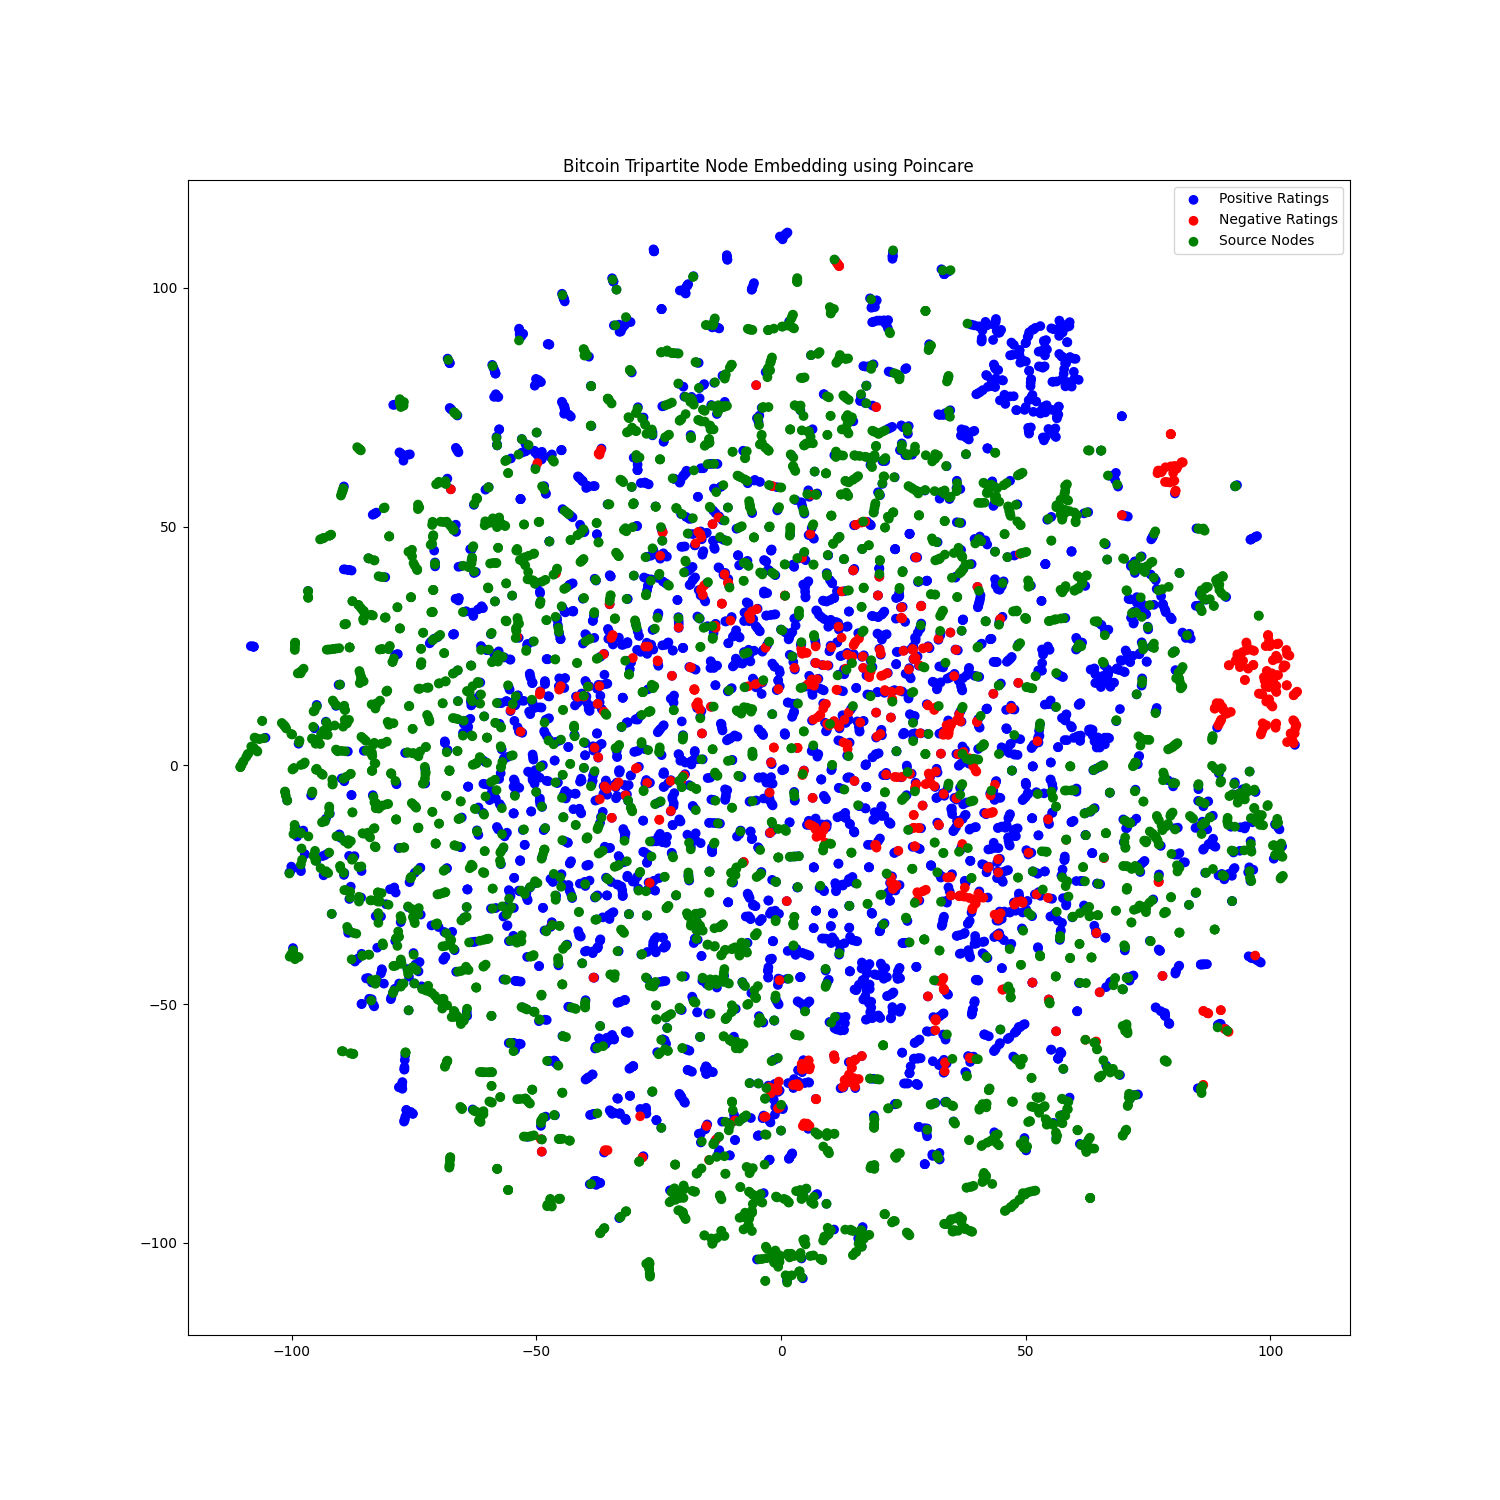 Bitcoin Tripartite Node Embedding using Poincare
Positive Ratings
Negative Ratings
Source Nodes
100
50
0
−50
−100
−100 −50 0 50 100